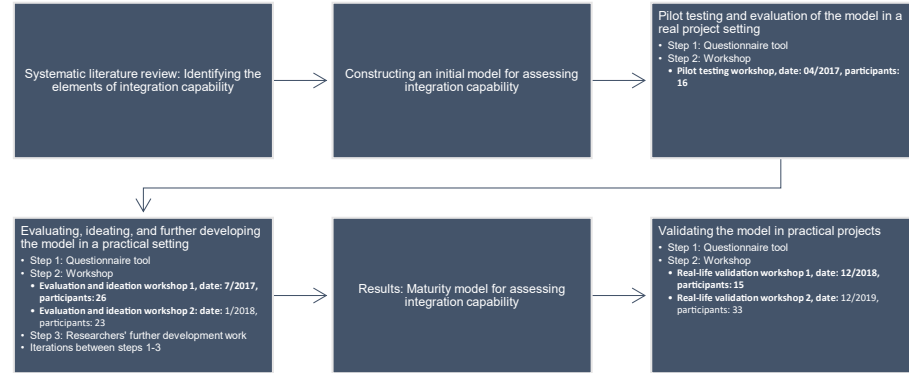 Systematic literature review: Identifying the
elements of integration capability
Constructing an initial model for assessing
integration capability
Pilot testing and evaluation of the model in a
real project setting
• Step 1: Questionnaire tool
• Step 2: Workshop
• Pilot testing workshop, date: 04/2017, participants:
16
Evaluating, ideating, and further developing
the model in a practical setting
• Step 1: Questionnaire tool
• Step 2: Workshop
• Evaluation and ideation workshop 1, date: 7/2017,
participants: 26
• Evaluation and ideation workshop 2: date: 1/2018,
participants: 23
• Step 3: Researchers' further development work
• Iterations between steps 1-3
Results: Maturity model for assessing
integration capability
Validating the model in practical projects
• Step 1: Questionnaire tool
• Step 2: Workshop
• Real-life validation workshop 1, date: 12/2018,
participants: 15
• Real-life validation workshop 2, date: 12/2019,
participants: 33